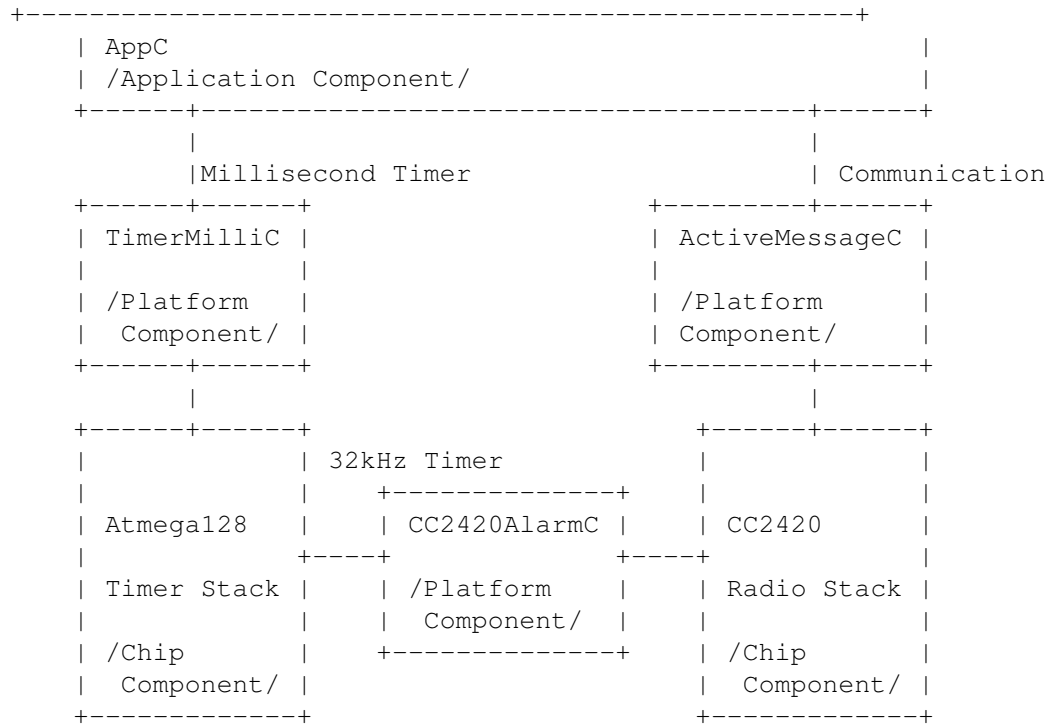 AppC
/Application Component/
Millisecond Timer Communication
TimerMilliC ActiveMessageC
/Platform /Platform
Component/ Component/
32kHz Timer
Atmega128 CC2420AlarmC CC2420
Timer Stack /Platform Radio Stack
Component/
/Chip /Chip
Component/ Component/